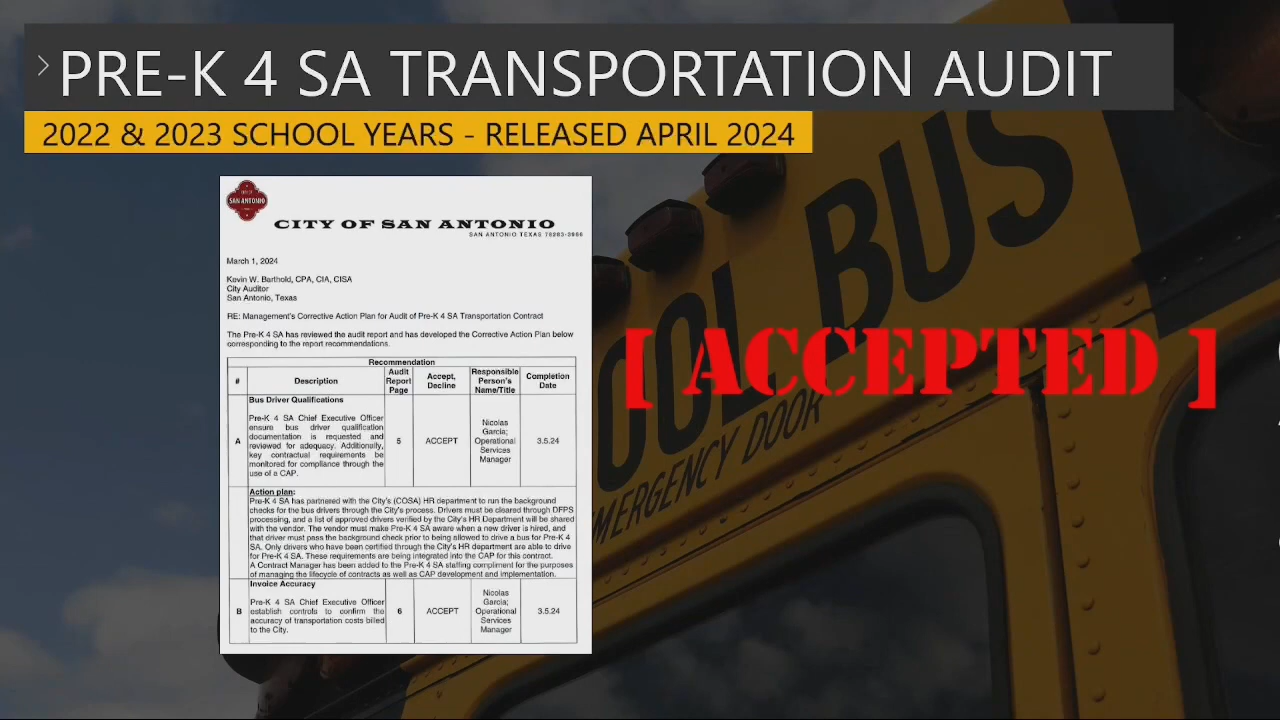 PRE-K 4 SA TRANSPORTATION AUDIT
2022 & 2023 SCHOOL YEARS - RELEASED APRIL 2024
SAN ANTONIO
CITY OF SAN ANTONIO
SAN ANTONIO TEXAS 78283-3966
March 1, 2024
Kevin W. Barthold, CPA, CIA, CISA
City Auditor
San Antonio, Texas
RE: Management's Corrective Action Plan for Audit of Pre-K 4 SA Transportation Contract
The Pre-K 4 SA has reviewed the audit report and has developed the Corrective Action Plan below
corresponding to the report recommendations.
Recommendation
# Description Audit Report Page Accept, Decline Responsible Person's Name/Title Completion Date
Bus Driver Qualifications
Pre-K 4 SA Chief Executive Officer
ensure bus driver qualification
documentation is requested and
reviewed for adequacy. Additionally,
key contractual requirements be
monitored for compliance through the
use of a CAP.
A 5 ACCEPT Nicolas Garcia; Operational Services Manager 3.5.24
Action plan:
Pre-K 4 SA has partnered with the City's (COSA) HR department to run the background
checks for the bus drivers through the City's process. Drivers must be cleared through DFPS
processing, and a list of approved drivers verified by the City's HR Department will be shared
with the vendor. The vendor must make Pre-K 4 SA aware when a new driver is hired, and
that driver must pass the background check prior to being allowed to drive a bus for Pre-K 4
SA. Only drivers who have been certified through the City's HR department are able to drive
for Pre-K 4 SA. These requirements are being integrated into the CAP for this contract.
A Contract Manager has been added to the Pre-K 4 SA staffing compliment for the purposes
of managing the lifecycle of contracts as well as CAP development and implementation.
Invoice Accuracy
Pre-K 4 SA Chief Executive Officer
establish controls to confirm the
accuracy of transportation costs billed
to the City.
B 6 ACCEPT Nicolas Garcia; Operational Services Manager 3.5.24
[ ACCEPTED ]
OOL BUS
EMERGENCY DOOR